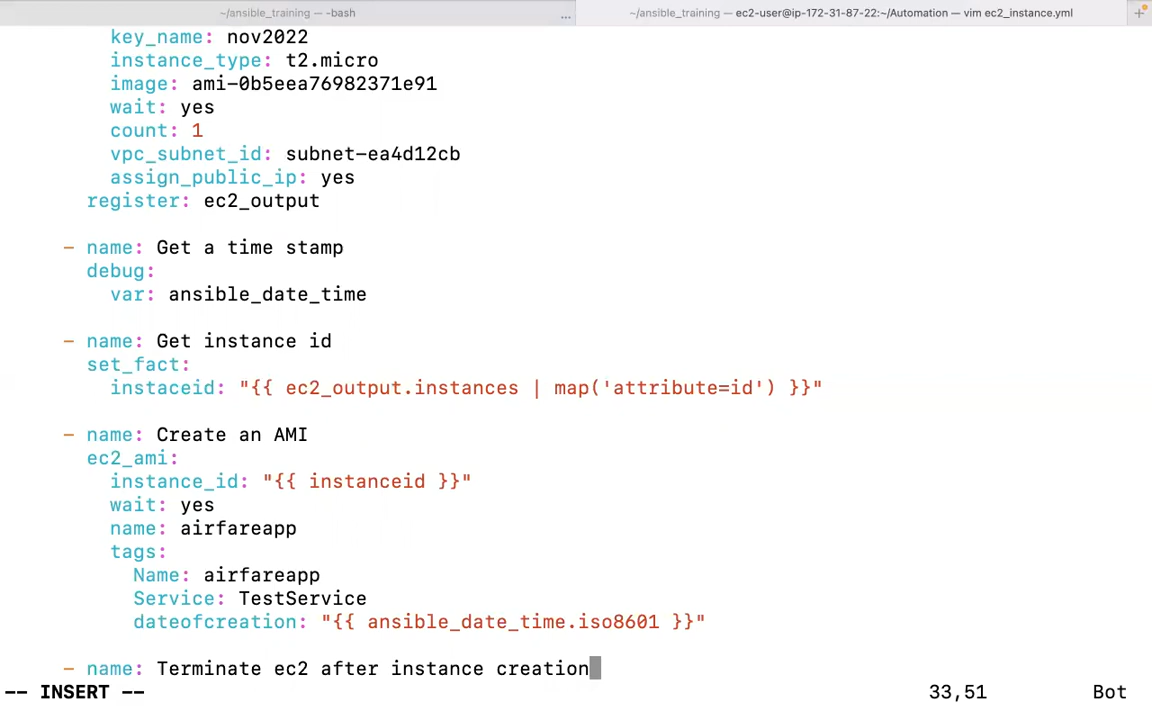 ~/ansible_training — -bash
...
~/ansible_training — ec2-user@ip-172-31-87-22:~/Automation — vim ec2_instance.yml
+
key_name: nov2022
instance_type: t2.micro
image: ami-0b5eea76982371e91
wait: yes
count: 1
vpc_subnet_id: subnet-ea4d12cb
assign_public_ip: yes
register: ec2_output
- name: Get a time stamp
debug:
var: ansible_date_time
- name: Get instance id
set_fact:
instaceid: "{{ ec2_output.instances | map('attribute=id') }}"
- name: Create an AMI
ec2_ami:
instance_id: "{{ instanceid }}"
wait: yes
name: airfareapp
tags:
Name: airfareapp
Service: TestService
dateofcreation: "{{ ansible_date_time.iso8601 }}"
- name: Terminate ec2 after instance creation
-- INSERT --
33,51
Bot